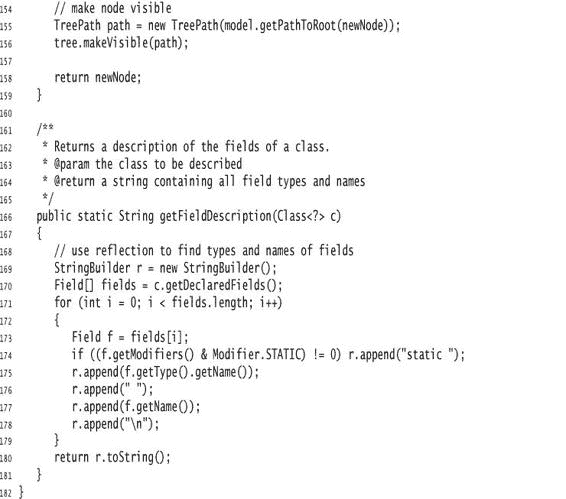 154       // make node visible
155       TreePath path = new TreePath(model.getPathToRoot(newNode));
156       tree.makeVisible(path);
157
158       return newNode;
159    }
160
161    /**
162     * Returns a description of the fields of a class.
163     * @param the class to be described
164     * @return a string containing all field types and names
165     */
166    public static String getFieldDescription(Class<?> c)
167    {
168       // use reflection to find types and names of fields
169       StringBuilder r = new StringBuilder();
170       Field[] fields = c.getDeclaredFields();
171       for (int i = 0; i < fields.length; i++)
172       {
173          Field f = fields[i];
174          if ((f.getModifiers() & Modifier.STATIC) != 0) r.append("static ");
175          r.append(f.getType().getName());
176          r.append(" ");
177          r.append(f.getName());
178          r.append("\n");
179       }
180       return r.toString();
181    }
182 }